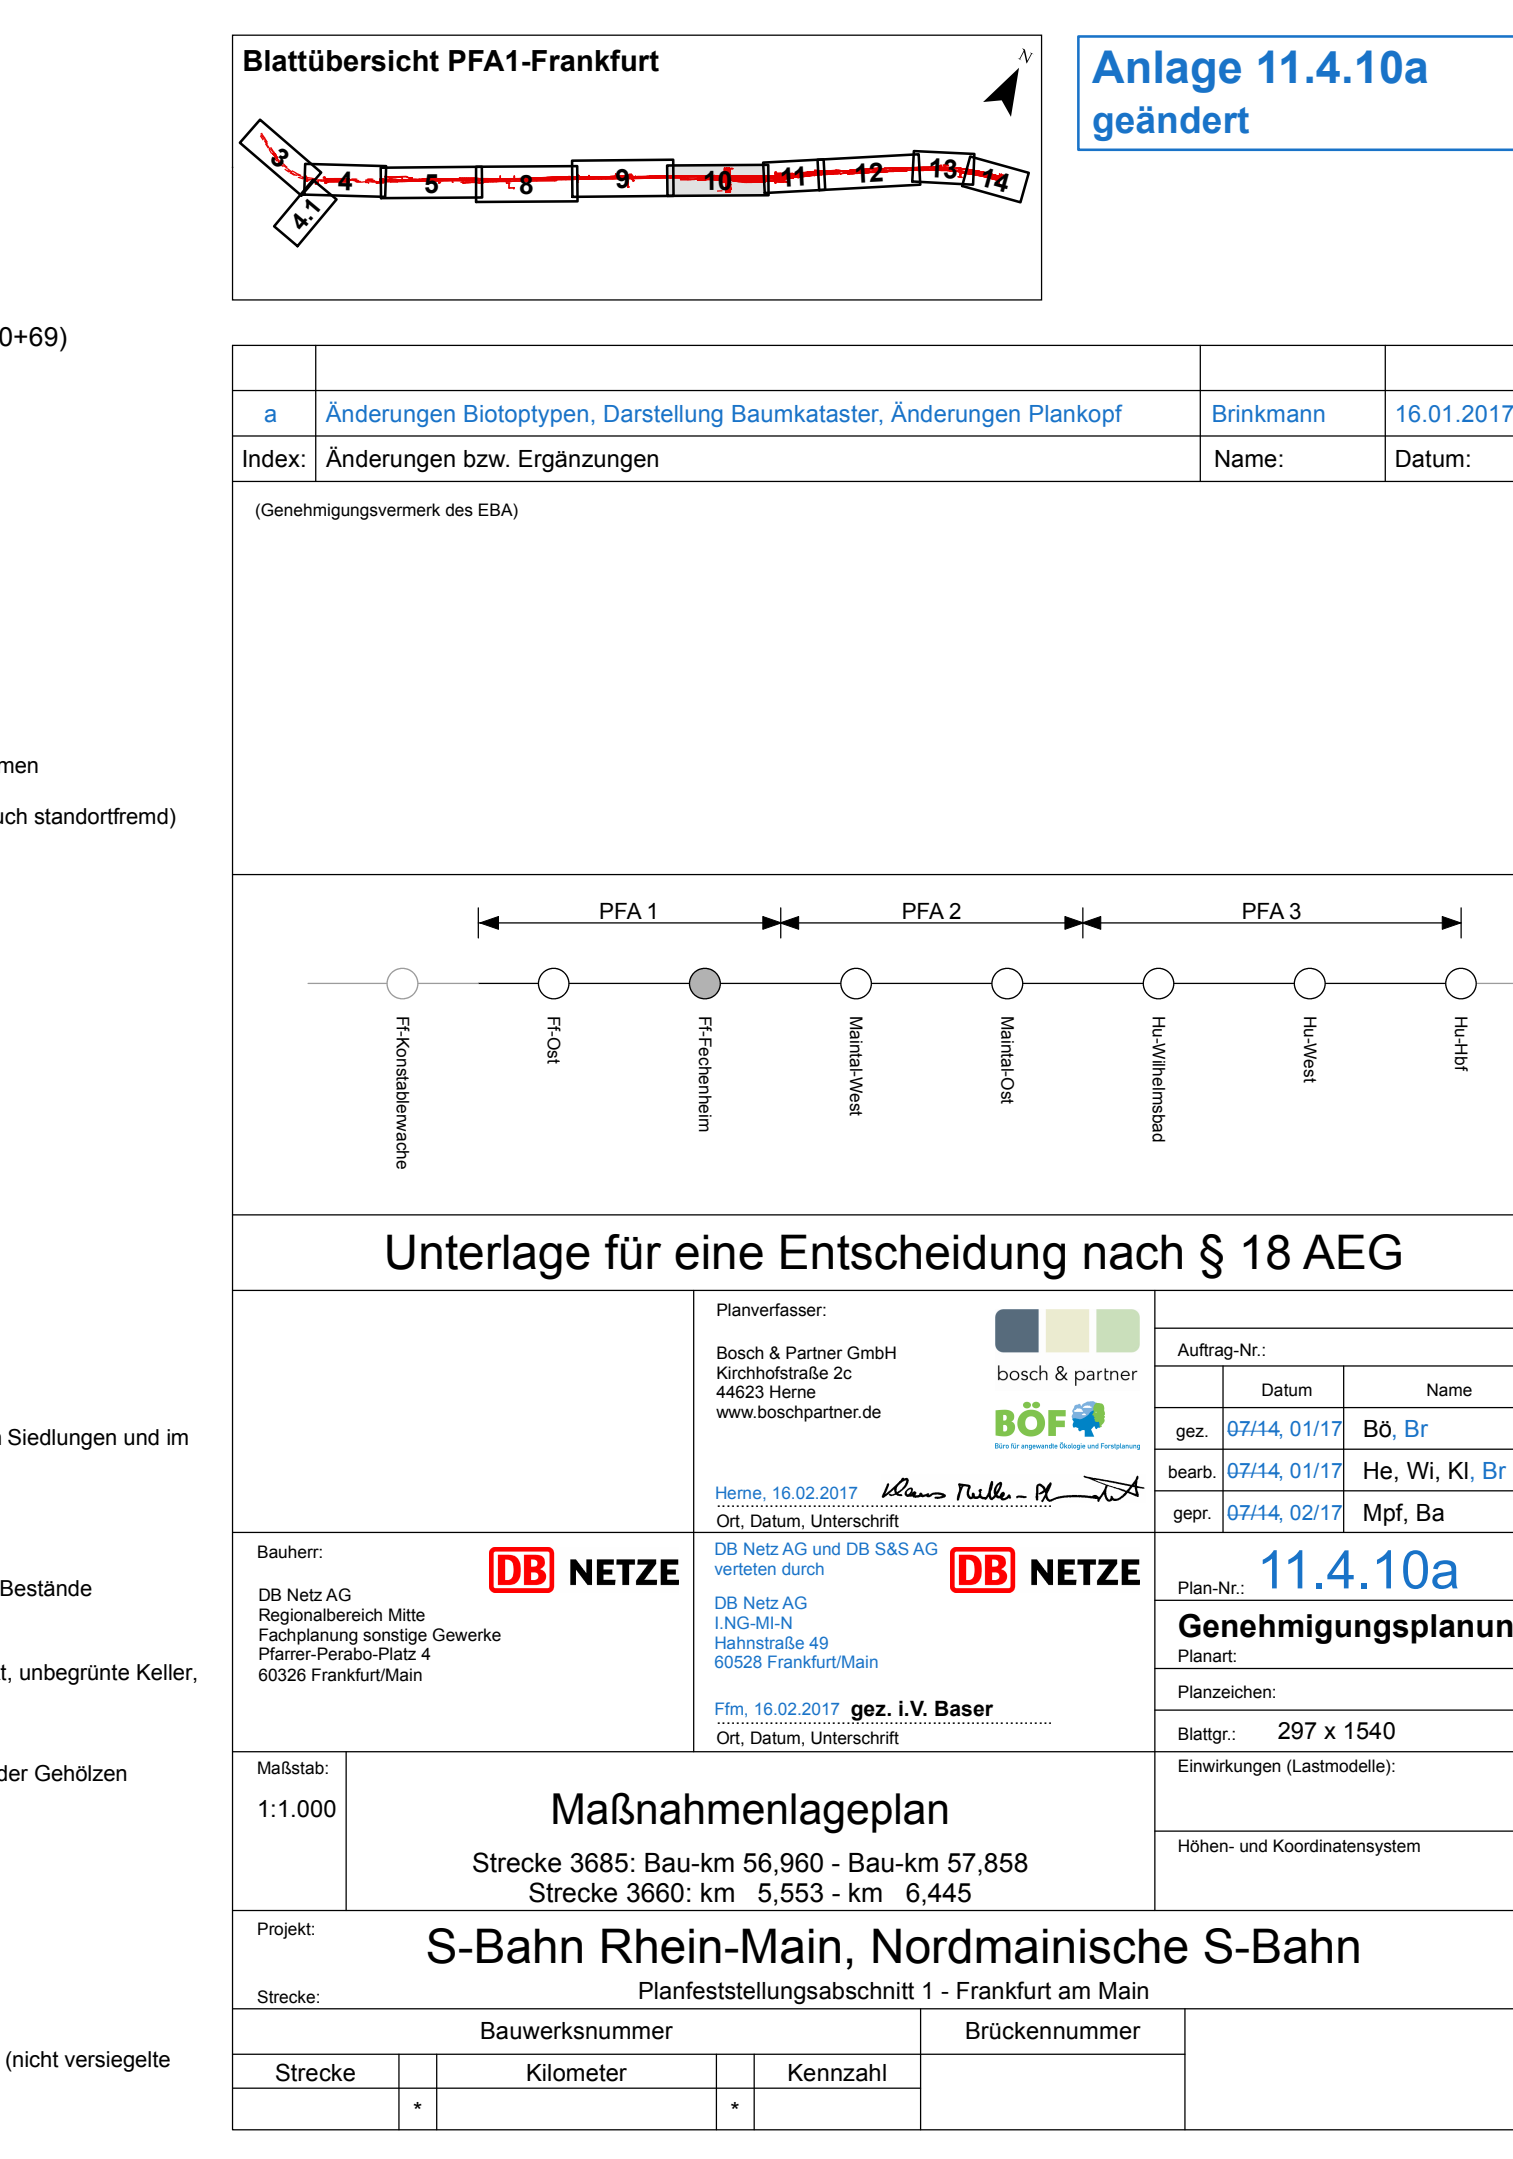 Blattübersicht PFA1-Frankfurt
N
3
4
4.1
5
8
9
10
11
12
13
14
Anlage 11.4.10a
geändert
0+69)
a Änderungen Biotoptypen, Darstellung Baumkataster, Änderungen Plankopf Brinkmann 16.01.2017
Index: Änderungen bzw. Ergänzungen Name: Datum:
(Genehmigungsvermerk des EBA)
men
uch standortfremd)
PFA 1 PFA 2 PFA 3
Ff-Konstablerwache
Ff-Ost
Ff-Fechenheim
Maintal-West
Maintal-Ost
Hu-Wilhelmsbad
Hu-West
Hu-Hbf
Unterlage für eine Entscheidung nach § 18 AEG
Planverfasser:
Bosch & Partner GmbH
Kirchhofstraße 2c
44623 Herne
www.boschpartner.de
bosch & partner
BÖF
Büro für angewandte Ökologie und Forstplanung
Herne, 16.02.2017 Klaus Müller-Pf
Ort, Datum, Unterschrift
Auftrag-Nr.:
Datum Name
gez. 07/14, 01/17 Bö, Br
bearb. 07/14, 01/17 He, Wi, Kl, Br
gepr. 07/14, 02/17 Mpf, Ba
n Siedlungen und im
Bestände
t, unbegrünte Keller,
der Gehölzen
(nicht versiegelte
Bauherr:
DB NETZE
DB Netz AG
Regionalbereich Mitte
Fachplanung sonstige Gewerke
Pfarrer-Perabo-Platz 4
60326 Frankfurt/Main
DB Netz AG und DB S&S AG
verteten durch
DB NETZE
DB Netz AG
I.NG-MI-N
Hahnstraße 49
60528 Frankfurt/Main
Ffm, 16.02.2017 gez. i.V. Baser
Ort, Datum, Unterschrift
Plan-Nr.: 11.4.10a
Genehmigungsplanun
Planart:
Planzeichen:
Blattgr.: 297 x 1540
Einwirkungen (Lastmodelle):
Höhen- und Koordinatensystem
Maßstab:
1:1.000
Maßnahmenlageplan
Strecke 3685: Bau-km 56,960 - Bau-km 57,858
Strecke 3660: km 5,553 - km 6,445
Projekt:
S-Bahn Rhein-Main, Nordmainische S-Bahn
Strecke:
Planfeststellungsabschnitt 1 - Frankfurt am Main
Bauwerksnummer Brückennummer
Strecke Kilometer Kennzahl
* *